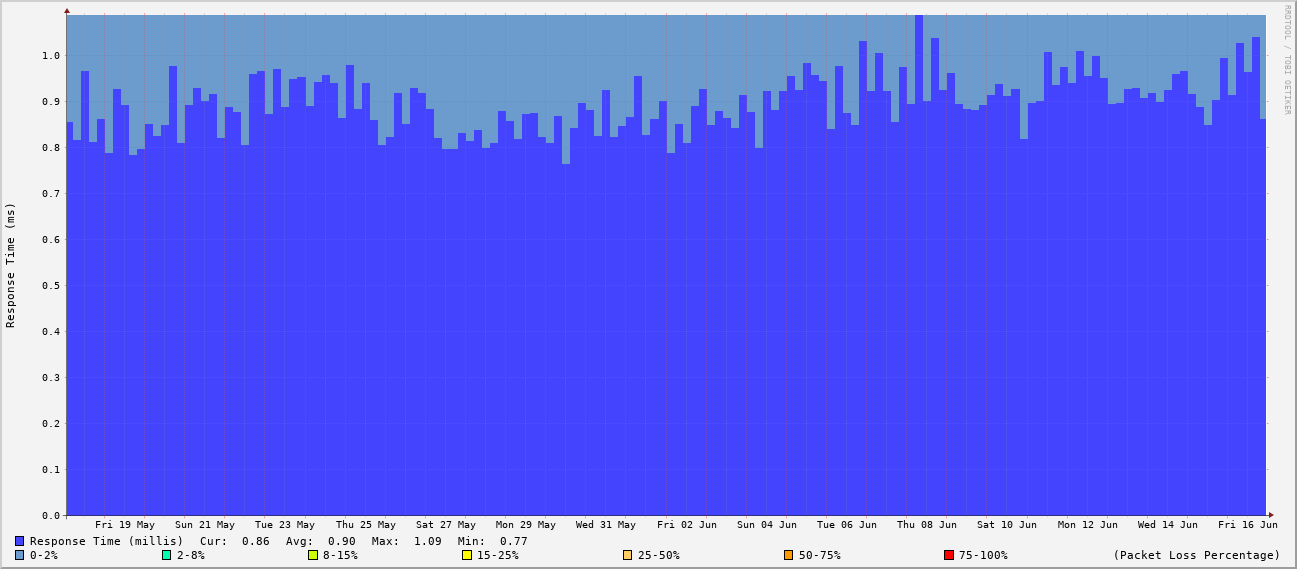 RRDTOOL / TOBI OETIKER
Response Time (ms)
1.0
0.9
0.8
0.7
0.6
0.5
0.4
0.3
0.2
0.1
0.0
Fri 19 May Sun 21 May Tue 23 May Thu 25 May Sat 27 May Mon 29 May Wed 31 May Fri 02 Jun Sun 04 Jun Tue 06 Jun Thu 08 Jun Sat 10 Jun Mon 12 Jun Wed 14 Jun Fri 16 Jun
Response Time (millis) Cur: 0.86 Avg: 0.90 Max: 1.09 Min: 0.77
0-2% 2-8% 8-15% 15-25% 25-50% 50-75% 75-100% (Packet Loss Percentage)